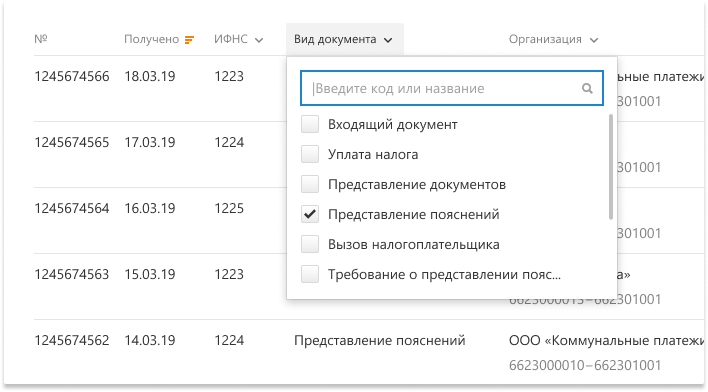 № Получено ИФНС Вид документа Организация
1245674566 18.03.19 1223 ные платежи
Введите код или название
301001
Входящий документ
1245674565 17.03.19 1224
Уплата налога
301001
Представление документов
1245674564 16.03.19 1225
Представление пояснений
301001
Вызов налогоплательщика
1245674563 15.03.19 1223 а»
Требование о представлении пояс...
1245674562 14.03.19 1224 Представление пояснений ООО «Коммунальные платежи
6623000010–662301001